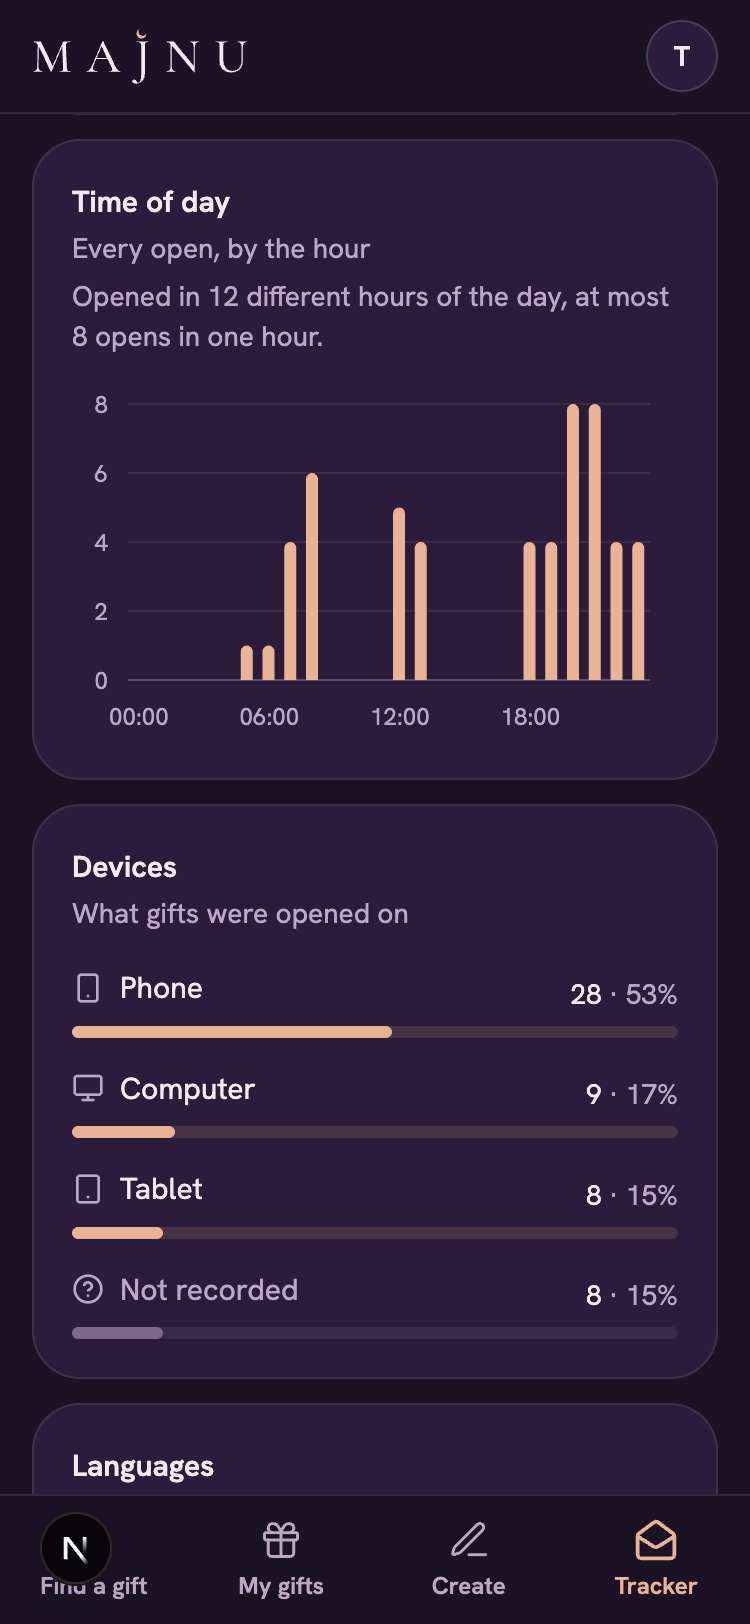 MAJNU
T
Time of day
Every open, by the hour
Opened in 12 different hours of the day, at most
8 opens in one hour.
8
6
4
2
0
00:00 06:00 12:00 18:00
Devices
What gifts were opened on
Phone 28 · 53%
Computer 9 · 17%
Tablet 8 · 15%
Not recorded 8 · 15%
Languages
N
Find a gift My gifts Create Tracker